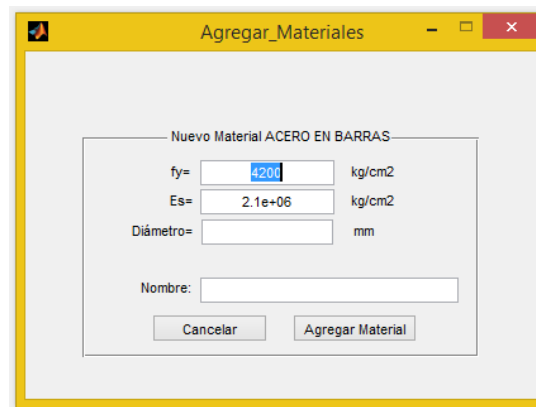 Agregar_Materiales
Nuevo Material ACERO EN BARRAS
fy= 4200 kg/cm2
Es= 2.1e+06 kg/cm2
Diámetro= mm
Nombre:
Cancelar Agregar Material